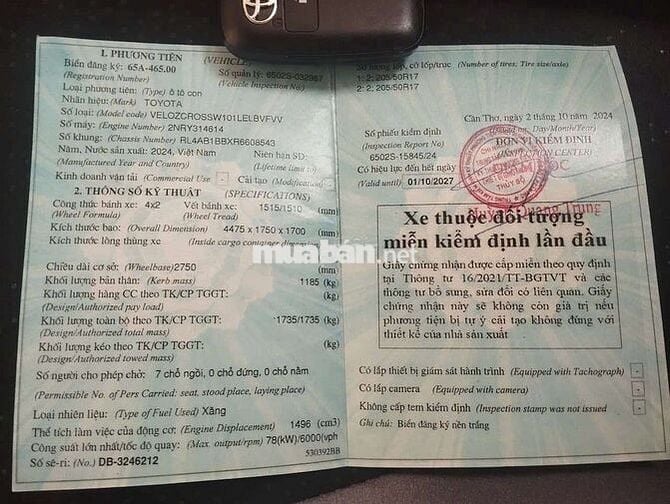 I. PHƯƠNG TIỆN (VEHICLE)
Biển đăng ký: 65A-465.00
(Registration Number)
Số quản lý: 6502S-032367
(Vehicle Inspection No.)
Loại phương tiện: (Type) ô tô con
Nhãn hiệu: (Mark) TOYOTA
Số loại: (Model code) VELOZCROSSW101LELBVFVV
Số máy: (Engine Number) 2NRY314614
Số khung: (Chassis Number) RL4AB1BBXR6608543
Năm, Nước sản xuất: 2024, Việt Nam
(Manufactured Year and Country)
Niên hạn SD:
(Lifetime limit to)
Kinh doanh vận tải (Commercial Use) Cải tạo (Modification)
2. THÔNG SỐ KỸ THUẬT (SPECIFICATIONS)
Công thức bánh xe: 4x2 Vết bánh xe: 1515/1510 (mm)
(Wheel Formula) (Wheel Tread)
Kích thước bao: (Overall Dimension) 4475 x 1750 x 1700 (mm)
Kích thước lòng thùng xe (Inside cargo container dimension)
(mm)
Chiều dài cơ sở: (Wheelbase) 2750
Khối lượng bản thân: (Kerb mass) 1185 (kg)
Khối lượng hàng CC theo TK/CP TGGT: (kg)
(Design/Authorized pay load)
Khối lượng toàn bộ theo TK/CP TGGT: 1735/1735 (kg)
(Design/Authorized total mass)
Khối lượng kéo theo TK/CP TGGT: (kg)
(Design/Authorized towed mass)
Số người cho phép chở: 7 chỗ ngồi, 0 chỗ đứng, 0 chỗ nằm
(Permissible No. of Pers Carried: seat, stood place, laying place)
Loại nhiên liệu: (Type of Fuel Used) Xăng
Thể tích làm việc của động cơ: (Engine Displacement) 1496 (cm3)
Công suất lớn nhất/tốc độ quay: (Max. output/rpm) 78(kW)/6000(vph
Số sê-ri: (No.) DB-3246212
530392BB
Số lượng lốp, cỡ lốp/trục (Number of tires: Tire size/axle)
1: 2; 205/50R17
2: 2; 205/50R17
Cần Thơ, ngày 2 tháng 10 năm 2024
(Issued on: Day/Month/Year)
Số phiếu kiểm định
(Inspection Report No)
6502S-15845/24
ĐƠN VỊ KIỂM ĐỊNH
(INSPECTION CENTER)
Có hiệu lực đến hết ngày
(Valid until) 01/10/2027
Quang Trung
Xe thuộc đối tượng
miễn kiểm định lần đầu
Giấy chứng nhận được cấp miễn theo quy định
tại Thông tư 16/2021/TT-BGTVT và các
thông tư bổ sung, sửa đổi có liên quan. Giấy
chứng nhận này sẽ không còn giá trị nếu
phương tiện bị tự ý cải tạo không đúng với
thiết kế của nhà sản xuất
Có lắp thiết bị giám sát hành trình (Equipped with Tachograph) -
Có lắp camera (Equipped with camera) -
Không cấp tem kiểm định (Inspection stamp was not issued) -
Ghi chú: Biển đăng ký nền trắng
muaban.net